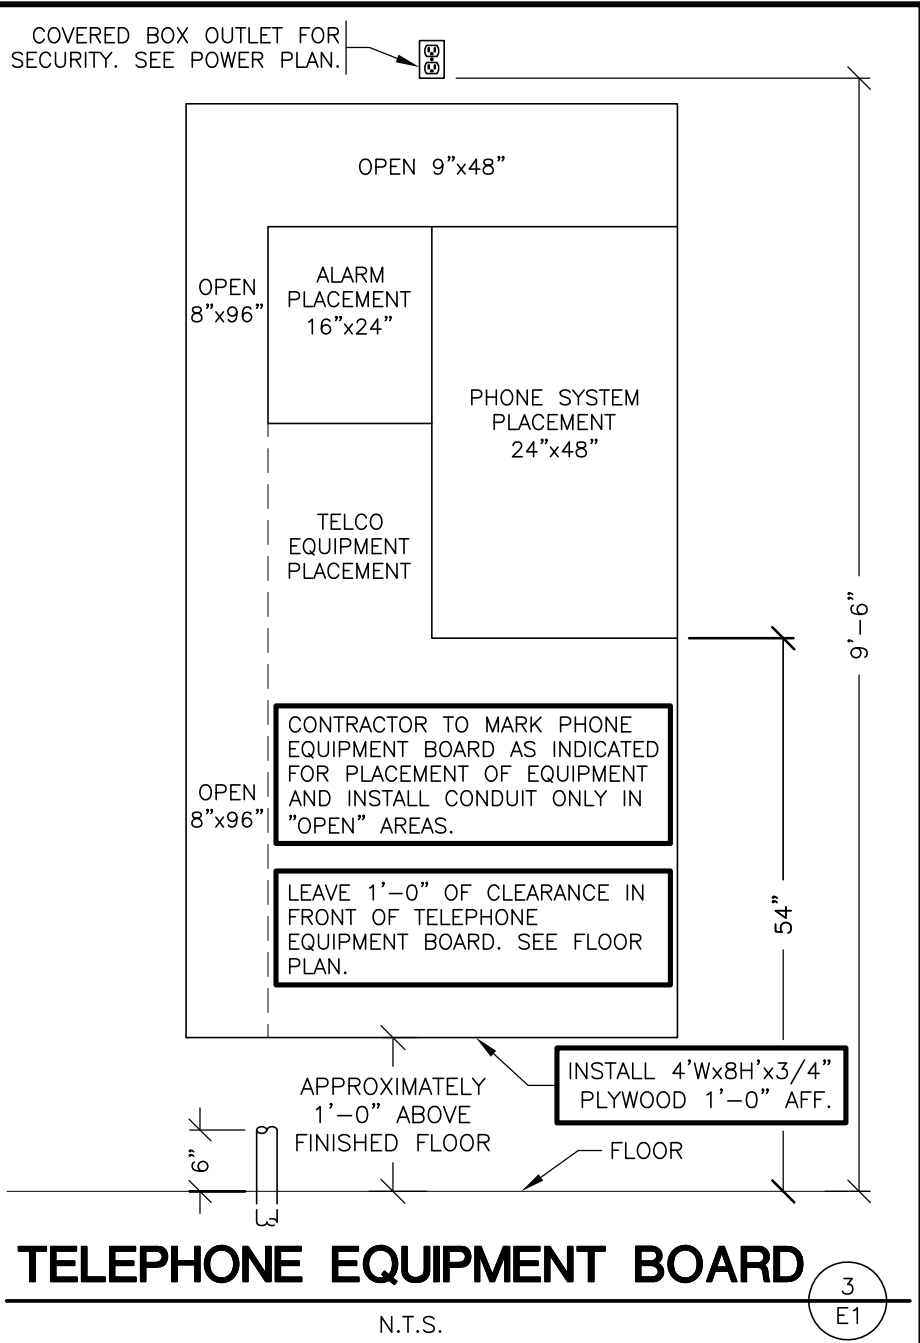 COVERED BOX OUTLET FOR
SECURITY. SEE POWER PLAN.
OPEN 9"x48"
OPEN
8"x96"
ALARM
PLACEMENT
16"x24"
PHONE SYSTEM
PLACEMENT
24"x48"
TELCO
EQUIPMENT
PLACEMENT
9'-6"
CONTRACTOR TO MARK PHONE
EQUIPMENT BOARD AS INDICATED
FOR PLACEMENT OF EQUIPMENT
AND INSTALL CONDUIT ONLY IN
"OPEN" AREAS.
OPEN
8"x96"
LEAVE 1'-0" OF CLEARANCE IN
FRONT OF TELEPHONE
EQUIPMENT BOARD. SEE FLOOR
PLAN.
54"
INSTALL 4'Wx8H'x3/4"
PLYWOOD 1'-0" AFF.
APPROXIMATELY
1'-0" ABOVE
FINISHED FLOOR
6"
FLOOR
TELEPHONE EQUIPMENT BOARD
3
E1
N.T.S.